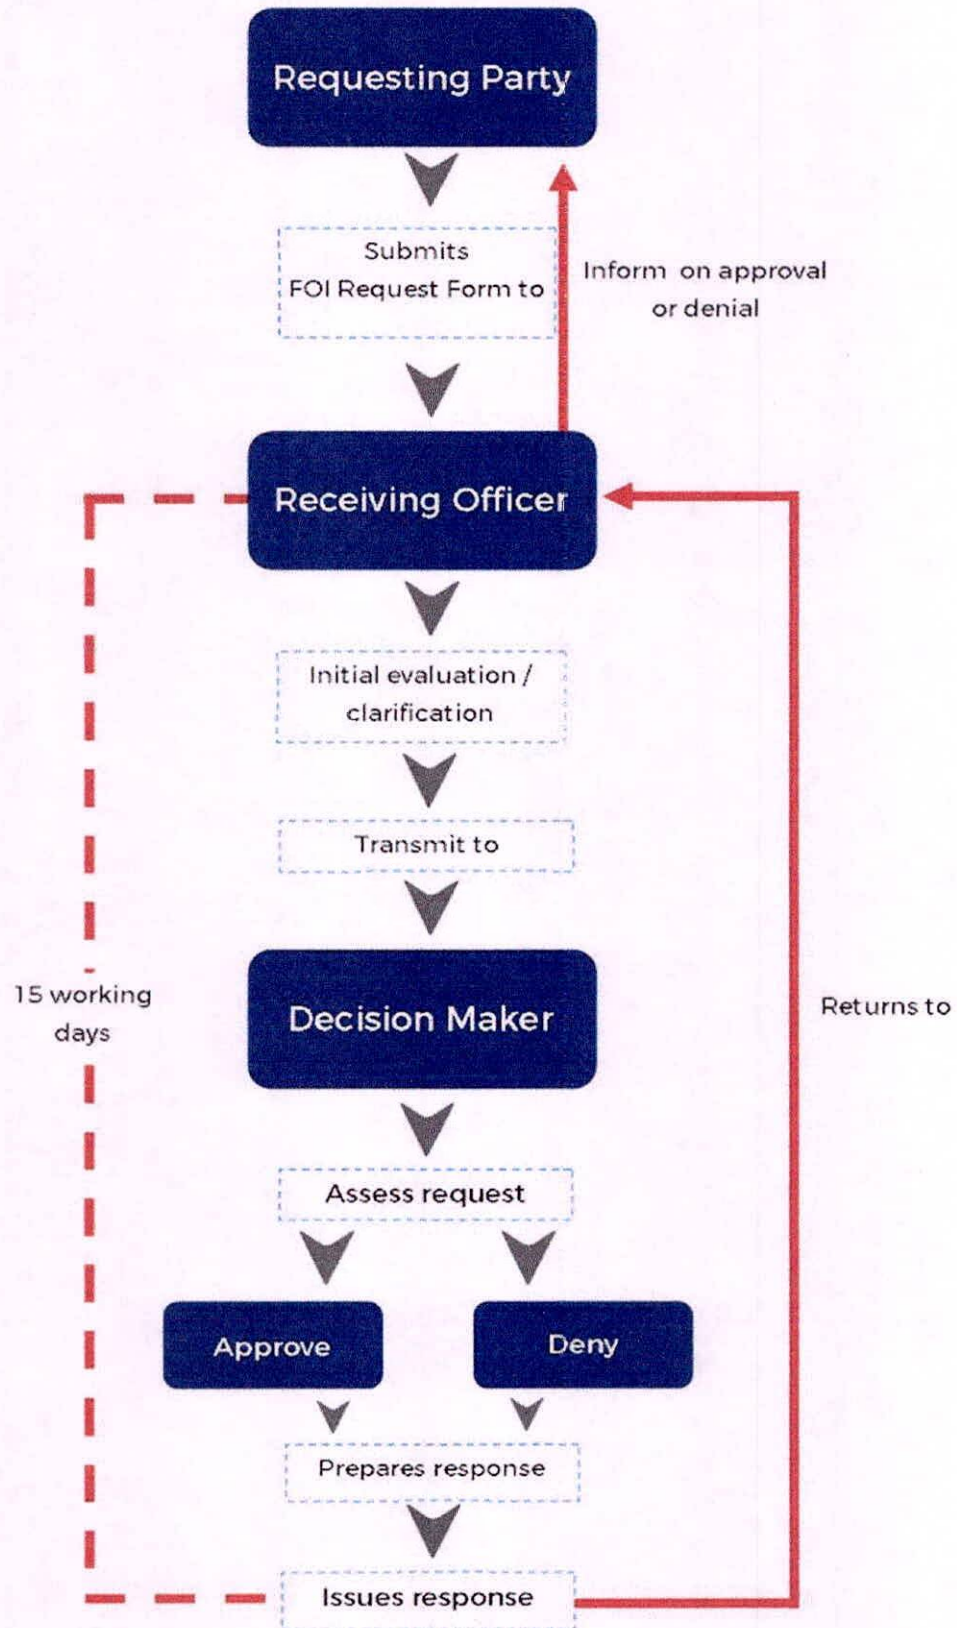 Requesting Party
Submits
FOI Request Form to
Inform on approval
or denial
Receiving Officer
Initial evaluation /
clarification
Transmit to
15 working
days
Decision Maker
Returns to
Assess request
Approve
Deny
Prepares response
Issues response